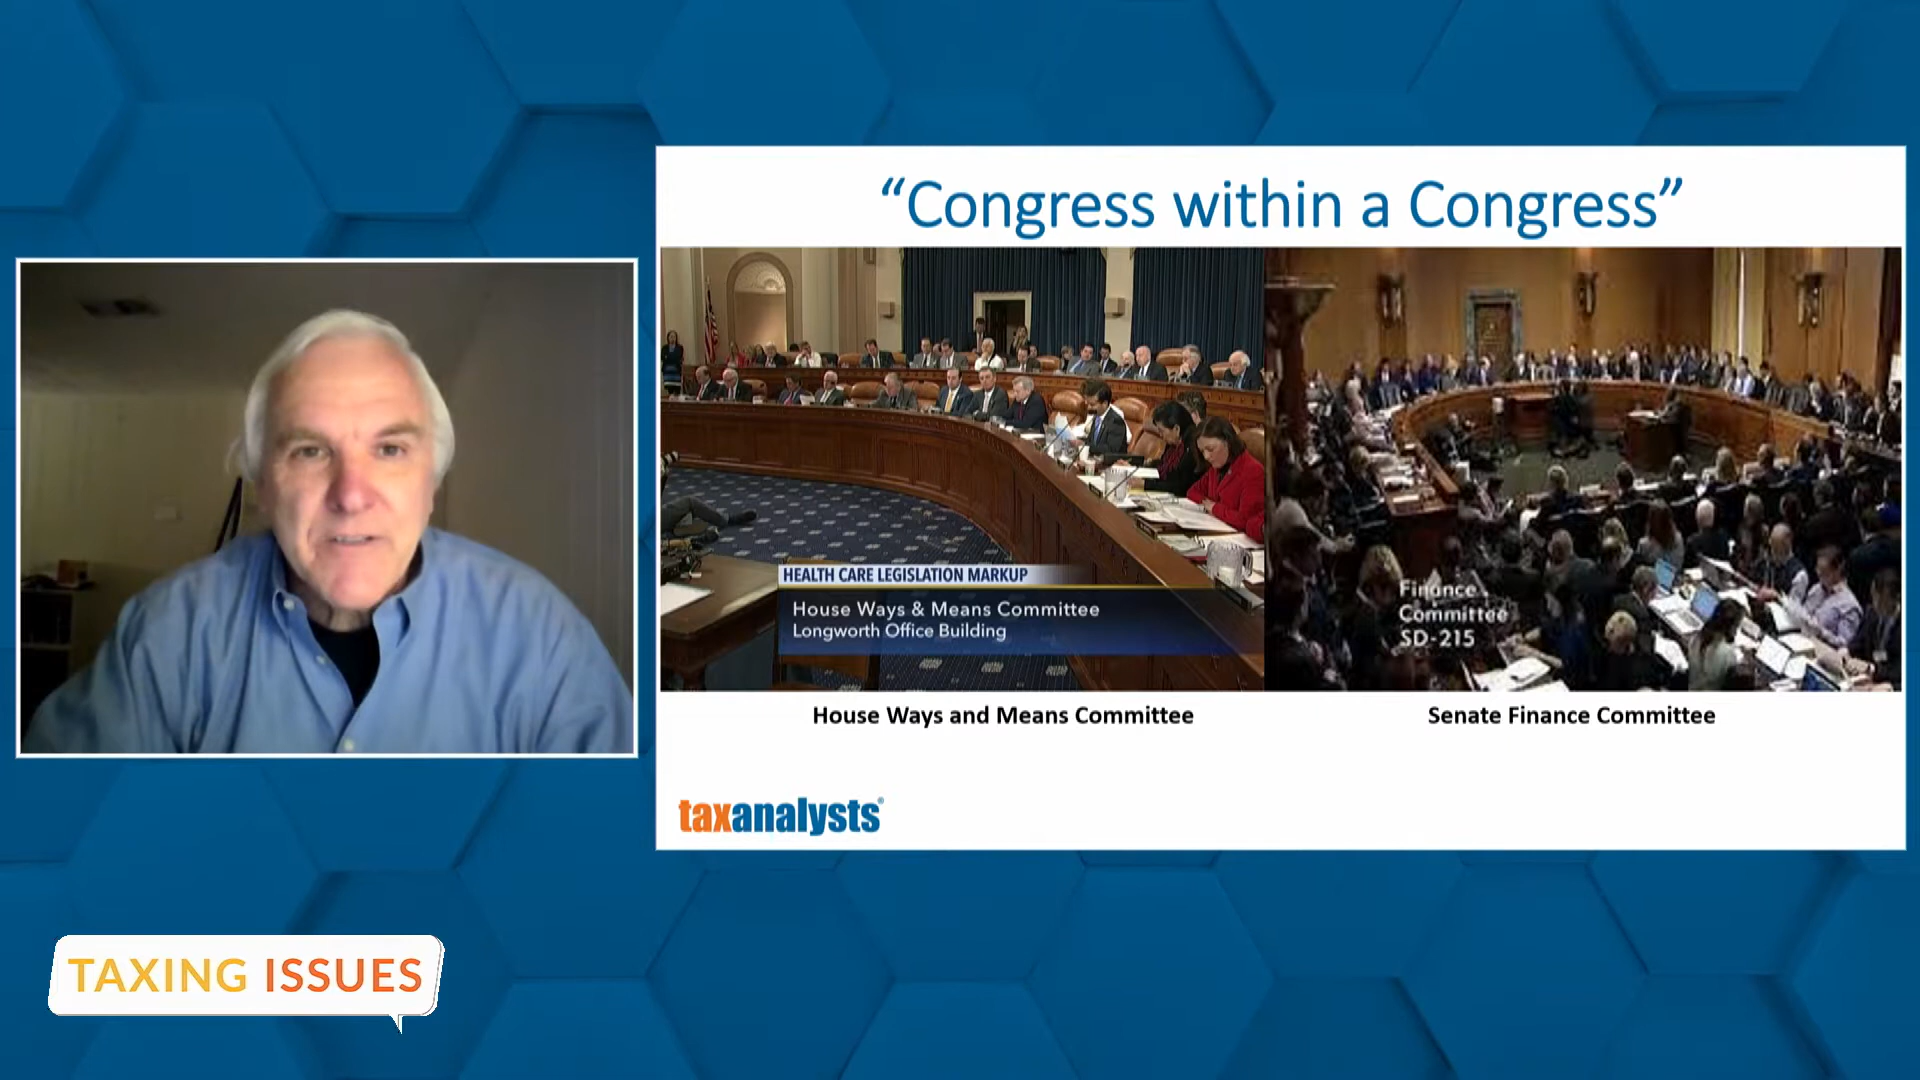 “Congress within a Congress”
HEALTH CARE LEGISLATION MARKUP
House Ways & Means Committee
Longworth Office Building
Finance
Committee
SD-215
House Ways and Means Committee
Senate Finance Committee
taxanalysts®
TAXING ISSUES